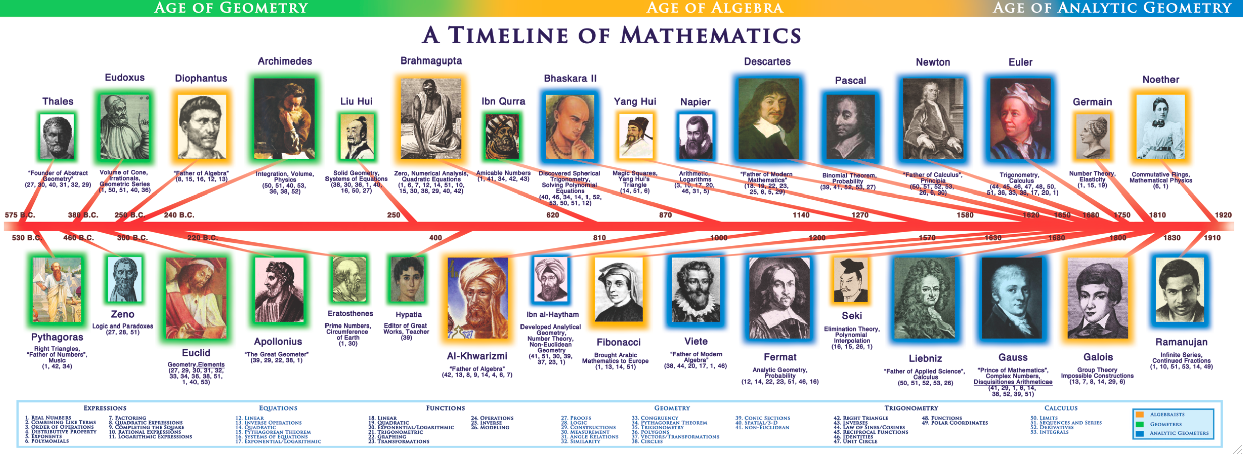 AGE OF GEOMETRY
AGE OF ALGEBRA
AGE OF ANALYTIC GEOMETRY
A TIMELINE OF MATHEMATICS
Thales
"Founder of Abstract
Geometry"
(27, 30, 40, 31, 32, 29)
Eudoxus
Volume of Cone,
Irrationals,
Geometric Series
(1, 50, 51, 40, 36)
Diophantus
"Father of Algebra"
(8, 15, 16, 12, 13)
Archimedes
Integration, Volume,
Physics
(50, 51, 40, 53,
36, 38, 52)
Liu Hui
Solid Geometry,
Systems of Equations
(38, 30, 36, 1, 40,
16, 50, 27)
Brahmagupta
Zero, Numerical Analysis,
Quadratic Equations
(1, 6, 7, 12, 14, 51, 10,
15, 30, 38, 29, 40, 42)
Ibn Qurra
Amicable Numbers
(1, 41, 34, 42, 43)
Bhaskara II
Discovered Spherical
Trigonometry,
Solving Polynomial
Equations
(40, 46, 34, 14, 1, 52,
53, 50, 51, 12)
Yang Hui
Magic Squares,
Yang Hui's
Triangle
(14, 51, 6)
Napier
Arithmetic,
Logarithms
(3, 10, 17, 20,
46, 31, 5)
Descartes
"Father of Modern
Mathematics"
(18, 19, 22, 23,
25, 6, 5, 29)
Pascal
Binomial Theorem,
Probability
(39, 41, 52, 53, 27)
Newton
"Father of Calculus",
Principia
(50, 51, 52, 53,
26, 6, 30)
Euler
Trigonometry,
Calculus
(44, 45, 46, 47, 48, 50,
51, 36, 33, 38, 17, 20, 1)
Germain
Number Theory,
Elasticity
(1, 15, 19)
Noether
Commutative Rings,
Mathematical Physics
(6, 1)
575 B.C. 380 B.C. 250 B.C. 240 B.C. 250 620 850 870 1140 1270 1580 1620 1650 1750 1810 1920
530 B.C. 460 B.C. 300 B.C. 220 B.C. 400 810 1000 1200 1570 1630 1680 1800 1830 1910
Pythagoras
Right Triangles,
"Father of Numbers",
Music
(1, 42, 34)
Zeno
Logic and Paradoxes
(27, 28, 51)
Euclid
Geometry, Elements
(27, 29, 30, 31, 32,
33, 34, 36, 38, 51,
1, 40, 53)
Apollonius
"The Great Geometer"
(39, 29, 22, 38, 1)
Eratosthenes
Prime Numbers,
Circumference
of Earth
(1, 30)
Hypatia
Editor of Great
Works, Teacher
(39)
Al-Khwarizmi
"Father of Algebra"
(42, 13, 8, 9, 14, 4, 6, 7)
Ibn al-Haytham
Developed Analytical
Geometry,
Number Theory,
Non-Euclidean
Geometry
(41, 51, 30, 39,
37, 23, 1)
Fibonacci
Brought Arabic
Mathematics to Europe
(1, 13, 14, 51)
Viete
"Father of Modern
Algebra"
(38, 44, 20, 17, 1, 46)
Fermat
Analytic Geometry,
Probability
(12, 14, 22, 23, 51, 46, 16)
Seki
Elimination Theory,
Polynomial
Interpolation
(16, 15, 26, 1)
Liebniz
"Father of Applied Science",
Calculus
(50, 51, 52, 53, 26)
Gauss
"Prince of Mathematics",
Complex Numbers,
Disquisitiones Arithmeticae
(41, 29, 1, 6, 14,
38, 52, 39, 51)
Galois
Group Theory
Impossible Constructions
(13, 7, 8, 14, 29, 6)
Ramanujan
Infinite Series,
Continued Fractions
(1, 10, 51, 53, 14, 49)
EXPRESSIONS
1. REAL NUMBERS
2. COMBINING LIKE TERMS
3. ORDER OF OPERATIONS
4. DISTRIBUTIVE PROPERTY
5. EXPONENTS
6. POLYNOMIALS
7. FACTORING
8. QUADRATIC EXPRESSIONS
9. COMPLETING THE SQUARE
10. EXPONENTIAL EXPRESSIONS
11. LOGARITHMIC EXPRESSIONS
EQUATIONS
12. LINEAR
13. INVERSE OPERATIONS
14. QUADRATIC
15. PYTHAGOREAN THEOREM
16. SYSTEMS OF EQUATIONS
17. EXPONENTIAL/LOGARITHMIC
FUNCTIONS
18. LINEAR
19. QUADRATIC
20. EXPONENTIAL/LOGARITHMIC
21. TRIGONOMETRIC
22. GRAPHING
23. TRANSFORMATIONS
24. OPERATIONS
25. INVERSE
26. MODELING
GEOMETRY
27. PROOFS
28. LOGIC
29. CONSTRUCTIONS
30. MEASUREMENT
31. ANGLE RELATIONS
32. SIMILARITY
33. CONGRUENCY
34. PYTHAGOREAN THEOREM
35. TRIGONOMETRY
36. POLYGONS
37. VECTORS/TRANSFORMATIONS
38. CIRCLES
39. CONIC SECTIONS
40. SPATIAL/3-D
41. NON-EUCLIDEAN
TRIGONOMETRY
42. RIGHT TRIANGLE
43. INVERSES
44. LAW OF SINES/COSINES
45. RECIPROCAL FUNCTIONS
46. IDENTITIES
47. UNIT CIRCLE
48. FUNCTIONS
49. POLAR COORDINATES
CALCULUS
50. LIMITS
51. SEQUENCES AND SERIES
52. DERIVATIVES
53. INTEGRALS
ALGEBRAISTS
GEOMETERS
ANALYTIC GEOMETERS